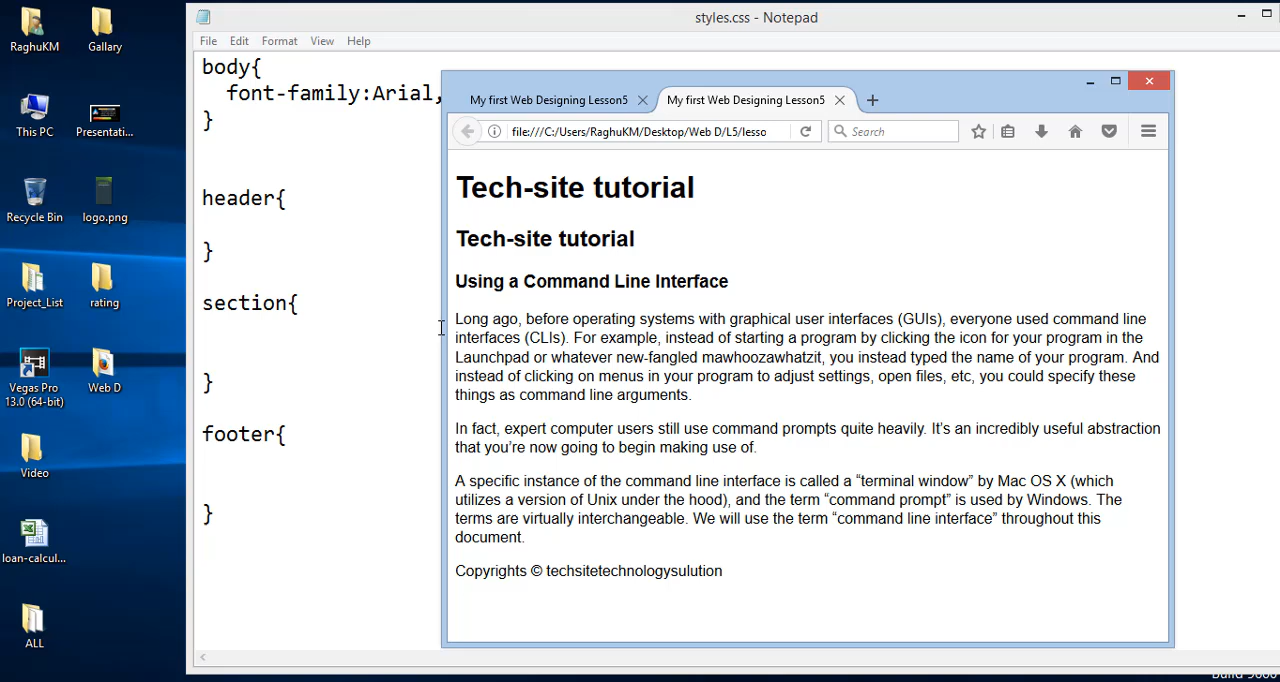 RaghuKM
Gallary
This PC
Presentati...
Recycle Bin
logo.png
Project_List
rating
Vegas Pro
13.0 (64-bit)
Web D
Video
loan-calcul...
ALL
styles.css - Notepad
File Edit Format View Help
body{
font-family:Arial,
}
header{
}
section{
}
footer{
}
My first Web Designing Lesson5
My first Web Designing Lesson5
file:///C:/Users/RaghuKM/Desktop/Web D/L5/lesso
Search
Tech-site tutorial
Tech-site tutorial
Using a Command Line Interface
Long ago, before operating systems with graphical user interfaces (GUIs), everyone used command line
interfaces (CLIs). For example, instead of starting a program by clicking the icon for your program in the
Launchpad or whatever new-fangled mawhoozawhatzit, you instead typed the name of your program. And
instead of clicking on menus in your program to adjust settings, open files, etc, you could specify these
things as command line arguments.
In fact, expert computer users still use command prompts quite heavily. It’s an incredibly useful abstraction
that you’re now going to begin making use of.
A specific instance of the command line interface is called a “terminal window” by Mac OS X (which
utilizes a version of Unix under the hood), and the term “command prompt” is used by Windows. The
terms are virtually interchangeable. We will use the term “command line interface” throughout this
document.
Copyrights © techsitetechnologysulution